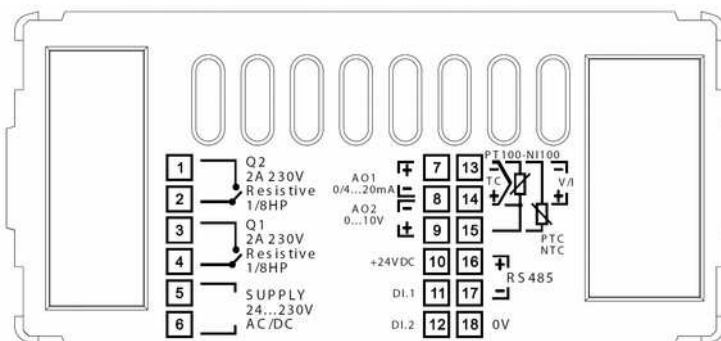 1
Q2
2A 230V
2
Resistive
1/8HP
3
Q1
2A 230V
4
Resistive
1/8HP
5
SUPPLY
24...230V
6
AC/DC
AO1
0/4...20mA
AO2
0...10V
+24VDC
DI.1
DI.2
+ 7 13
- 8 14
-
+ 9 15
10 16
11 17
12 18
PT100-NI100
- TC - V/I
+ +
PTC
NTC
+
RS485
-
0V